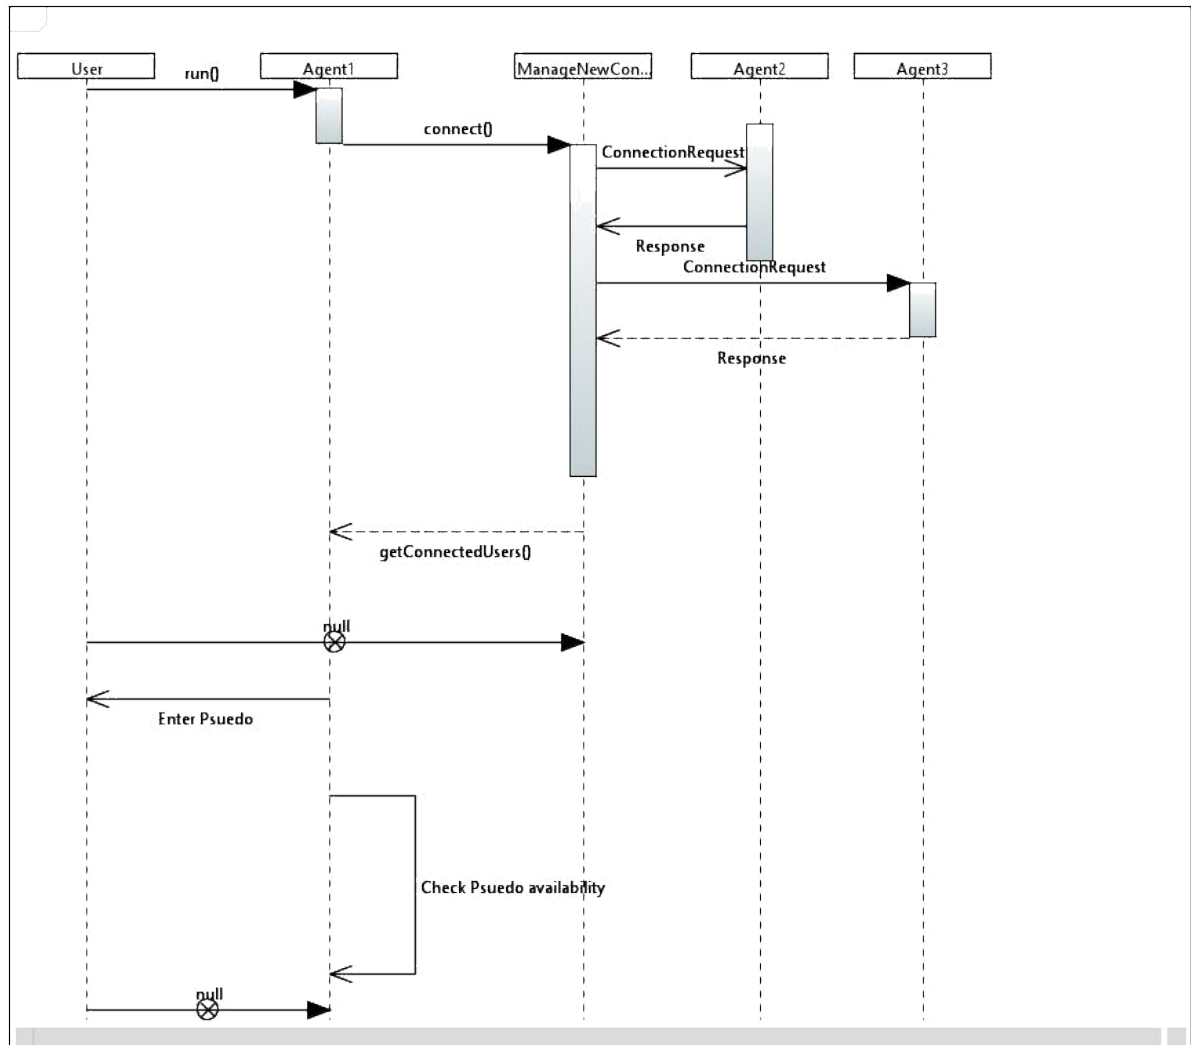 User
Agent1
ManageNewCon...
Agent2
Agent3
run()
connect()
ConnectionRequest
Response
ConnectionRequest
Response
getConnectedUsers()
null
Enter Psuedo
Check Psuedo availability
null